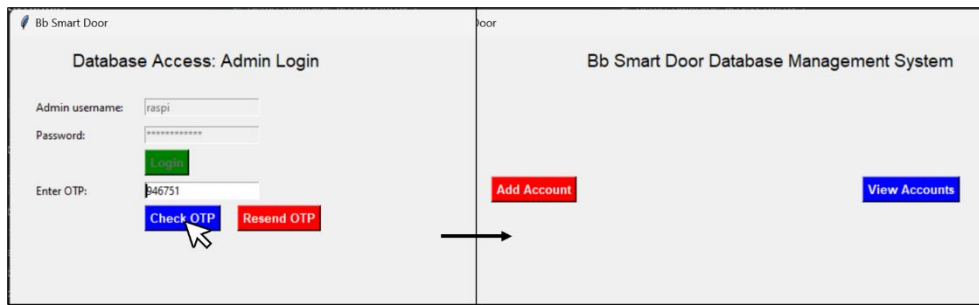 Bb Smart Door
Database Access: Admin Login
Admin username: raspi
Password: ************
Login
Enter OTP: 946751
Check OTP Resend OTP
Door
Bb Smart Door Database Management System
Add Account View Accounts